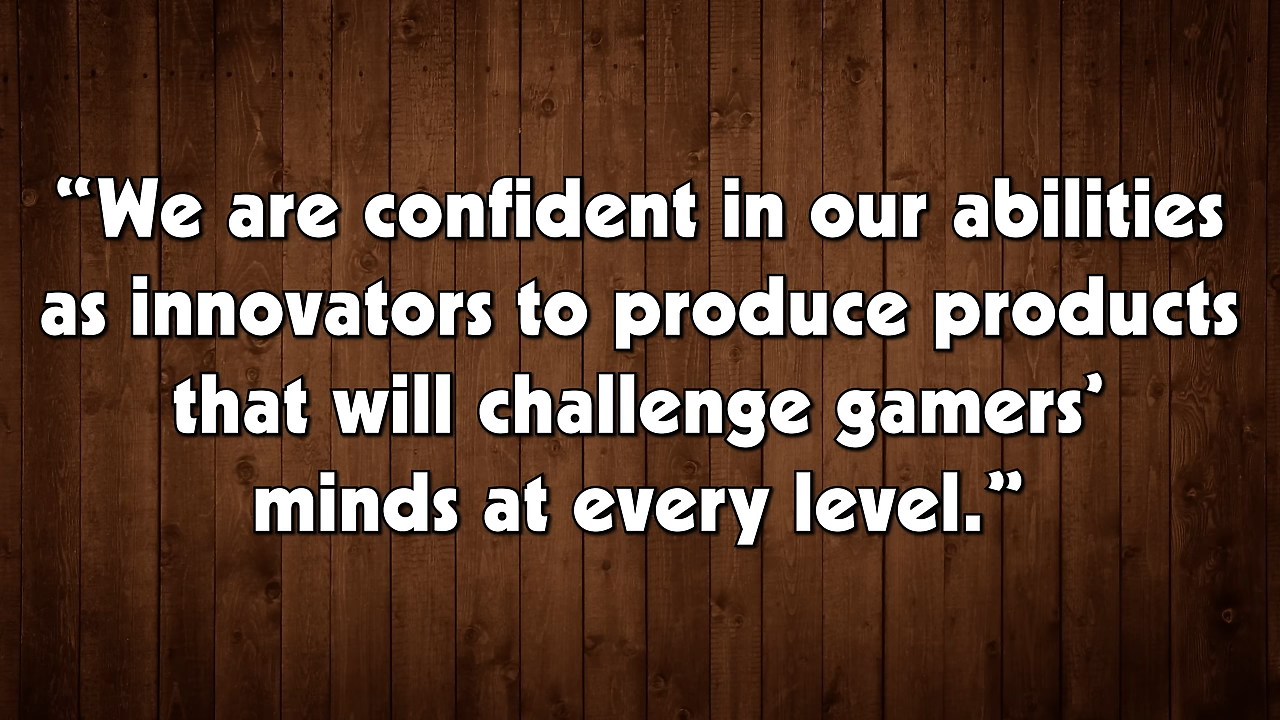 “We are confident in our abilities
as innovators to produce products
that will challenge gamers’
minds at every level.”